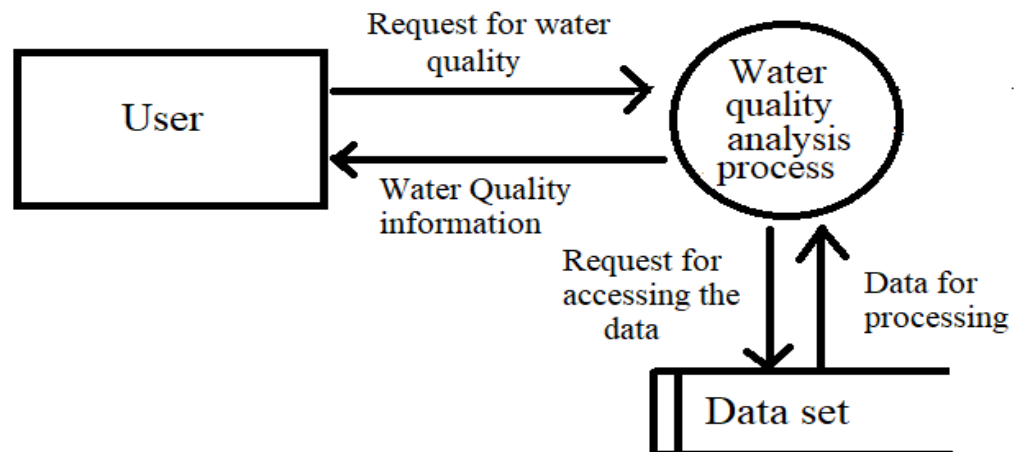 Request for water
quality
User
Water
quality
analysis
process
Water Quality
information
Request for
accessing the
data
Data for
processing
Data set